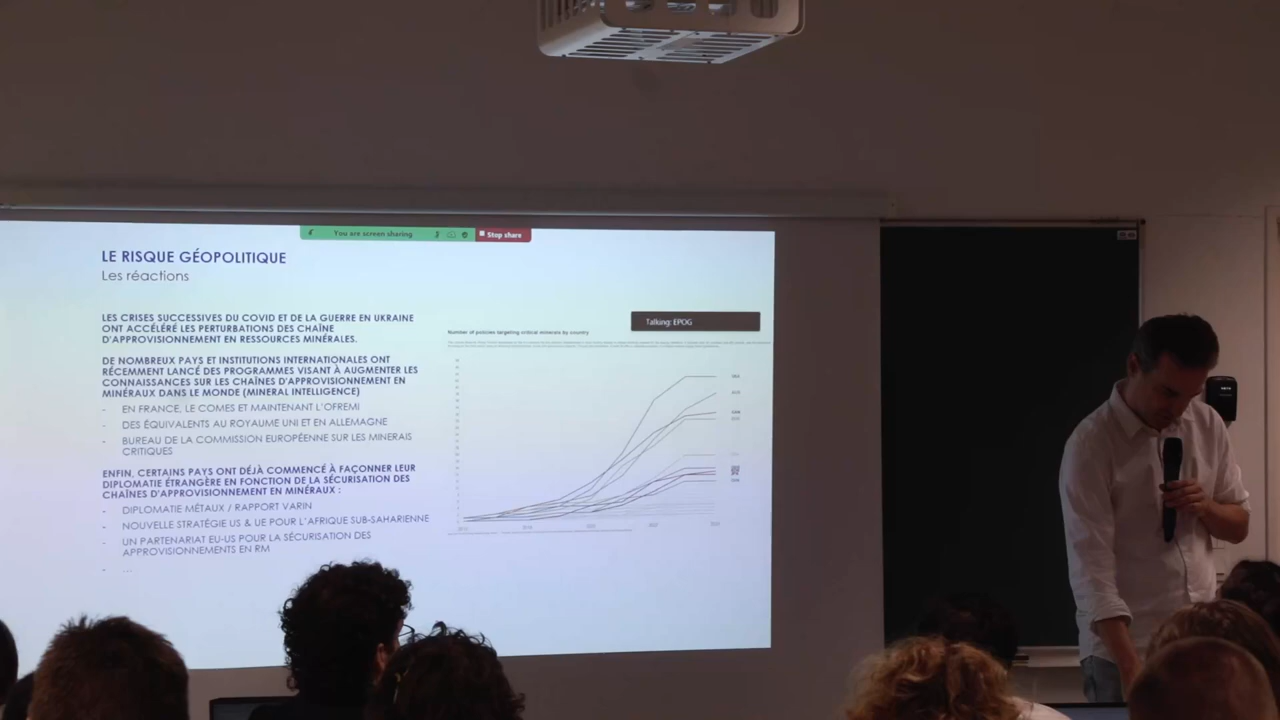 You are screen sharing
Stop share
LE RISQUE GÉOPOLITIQUE
Les réactions
LES CRISES SUCCESSIVES DU COVID ET DE LA GUERRE EN UKRAINE
ONT ACCÉLÉRÉ LES PERTURBATIONS DES CHAÎNE
D'APPROVISIONNEMENT EN RESSOURCES MINÉRALES.
DE NOMBREUX PAYS ET INSTITUTIONS INTERNATIONALES ONT
RÉCEMMENT LANCÉ DES PROGRAMMES VISANT À AUGMENTER LES
CONNAISSANCES SUR LES CHAÎNES D'APPROVISIONNEMENT EN
MINÉRAUX DANS LE MONDE (MINERAL INTELLIGENCE)
- EN FRANCE, LE COMES ET MAINTENANT L'OFREMI
- DES ÉQUIVALENTS AU ROYAUME UNI ET EN ALLEMAGNE
- BUREAU DE LA COMMISSION EUROPÉENNE SUR LES MINERAIS
CRITIQUES
ENFIN, CERTAINS PAYS ONT DÉJÀ COMMENCÉ À FAÇONNER LEUR
DIPLOMATIE ÉTRANGÈRE EN FONCTION DE LA SÉCURISATION DES
CHAÎNES D'APPROVISIONNEMENT EN MINÉRAUX :
- DIPLOMATIE MÉTAUX / RAPPORT VARIN
- NOUVELLE STRATÉGIE US & UE POUR L'AFRIQUE SUB-SAHARIENNE
- UN PARTENARIAT EU-US POUR LA SÉCURISATION DES
APPROVISIONNEMENTS EN RM
- ...
Talking: EPOG
Number of policies targeting critical minerals by country